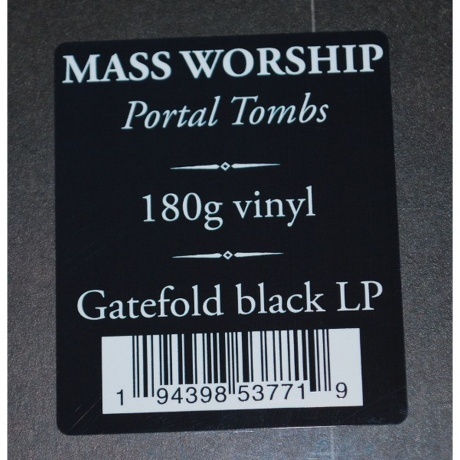 MASS WORSHIP
Portal Tombs
180g vinyl
Gatefold black LP
1 94398 53771 9